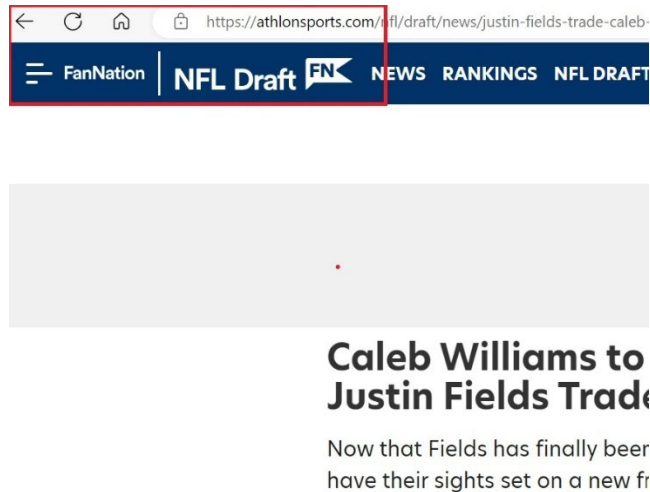 https://athlonsports.com/nfl/draft/news/justin-fields-trade-caleb-
FanNation NFL Draft FN NEWS RANKINGS NFL DRAFT
Caleb Williams to
Justin Fields Trade
Now that Fields has finally been
have their sights set on a new fr